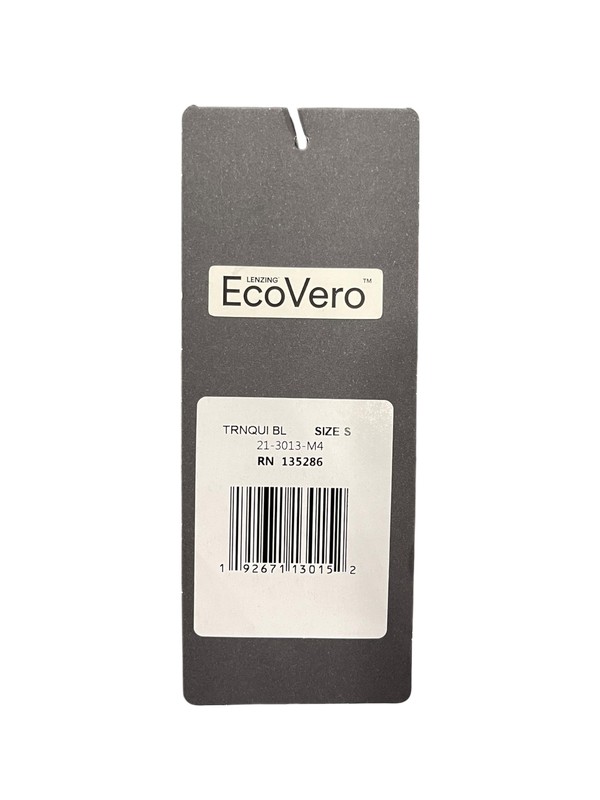 LENZING
EcoVero™
TRNQUI BL SIZE S
21-3013-M4
RN 135286
1 92671 13015 2